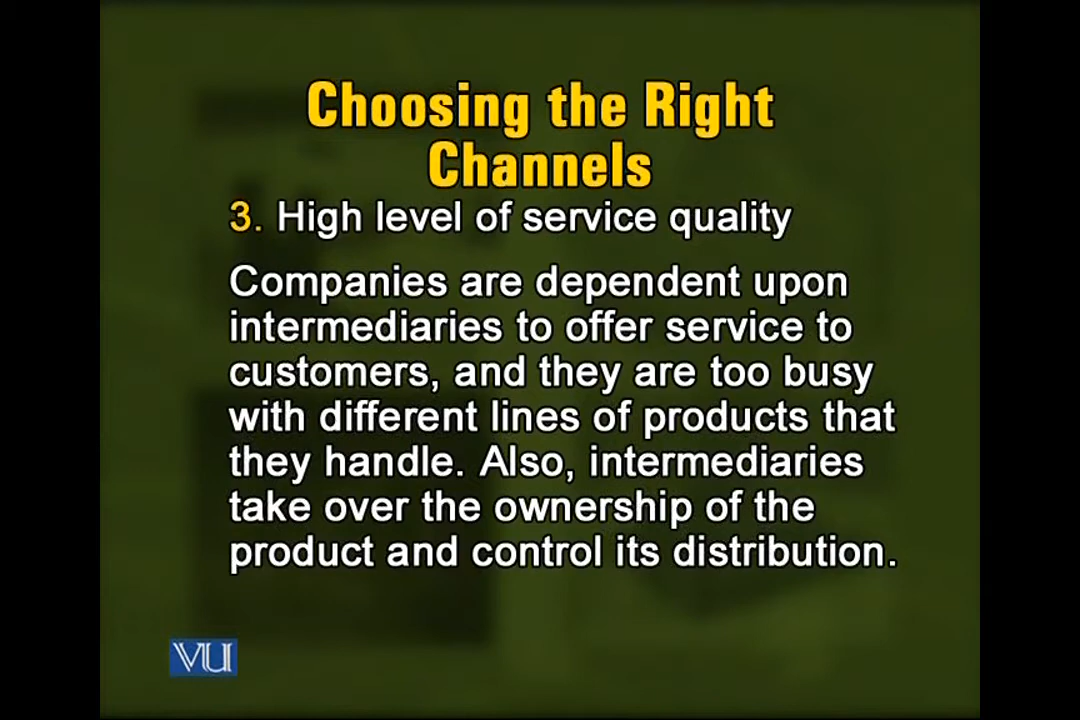 Choosing the Right
Channels
3. High level of service quality
Companies are dependent upon
intermediaries to offer service to
customers, and they are too busy
with different lines of products that
they handle. Also, intermediaries
take over the ownership of the
product and control its distribution.
VU